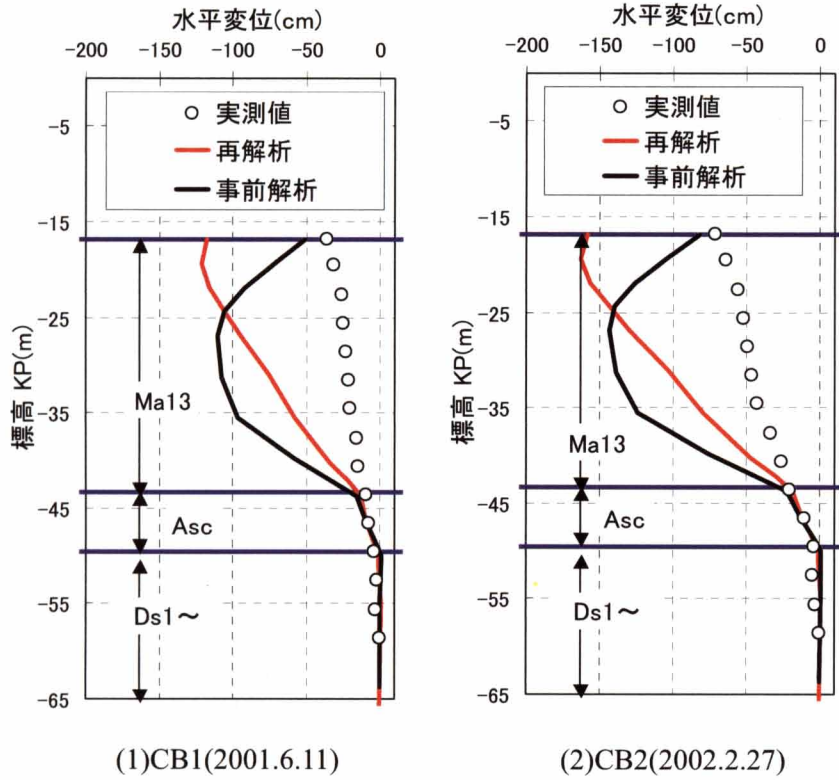 水平変位(cm)
-200 -150 -100 -50 0
実測値
再解析
事前解析
標高 KP(m)
-5
-15
-25
-35
-45
-55
-65
Ma13
Asc
Ds1~
(1)CB1(2001.6.11)
水平変位(cm)
-200 -150 -100 -50 0
実測値
再解析
事前解析
標高 KP(m)
-5
-15
-25
-35
-45
-55
-65
Ma13
Asc
Ds1~
(2)CB2(2002.2.27)